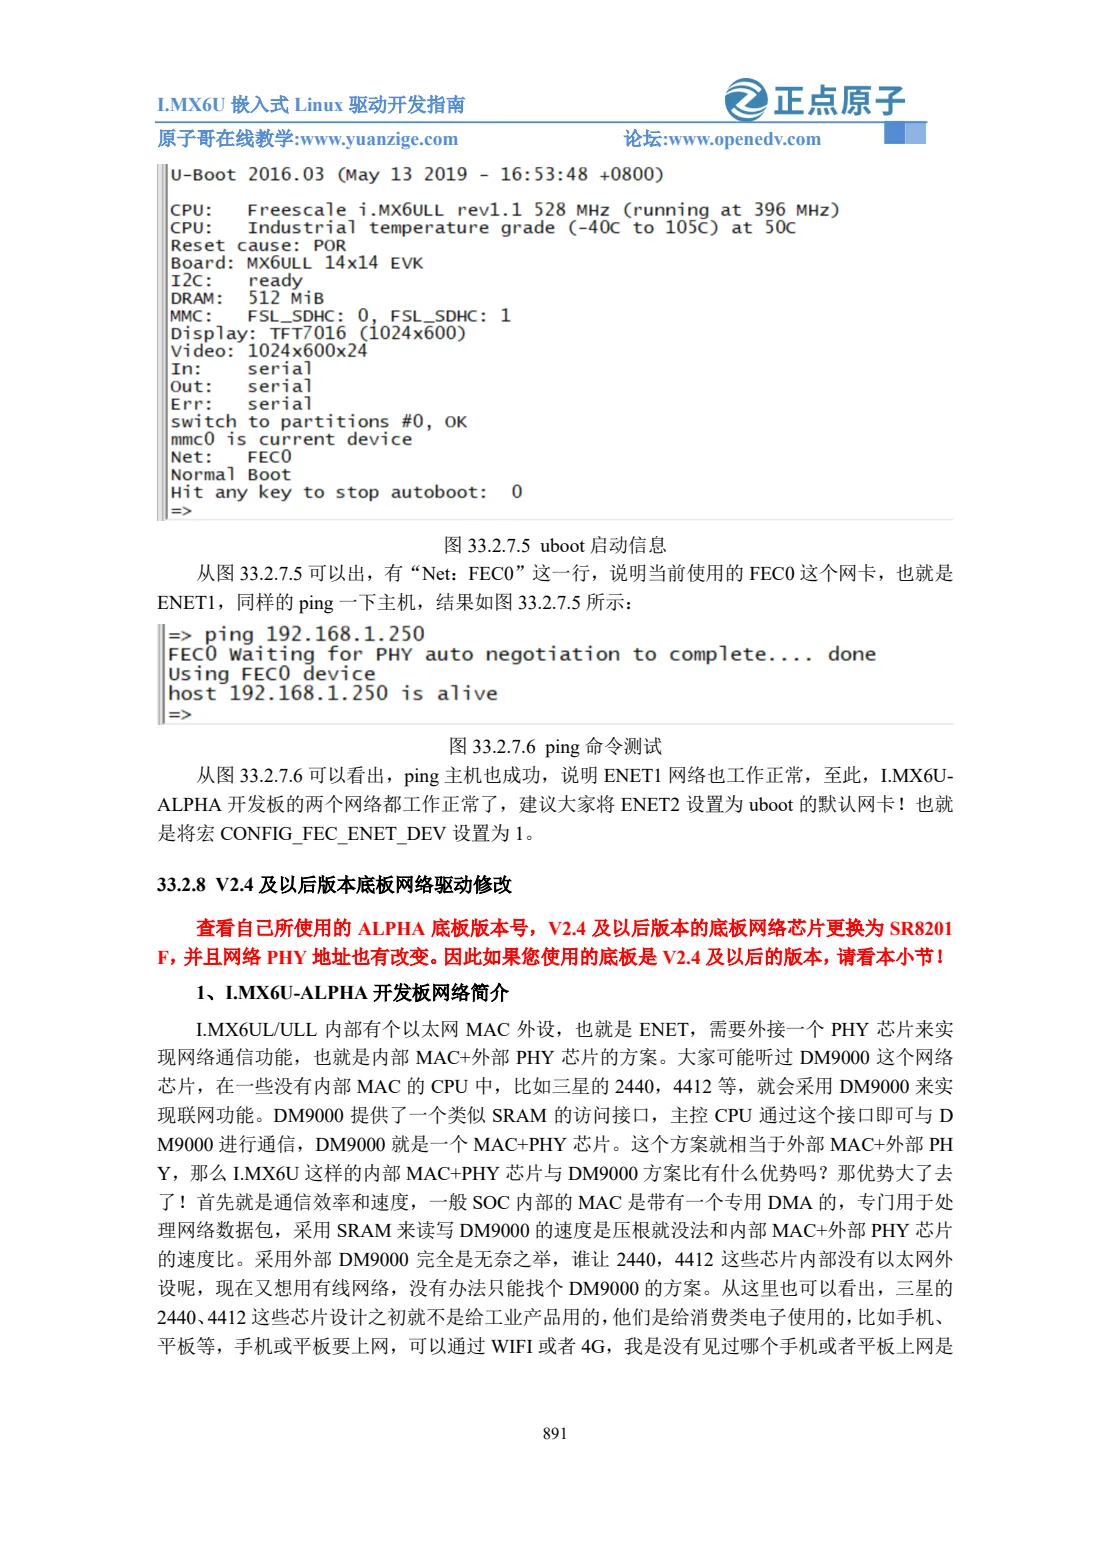 I.MX6U 嵌入式 Linux 驱动开发指南
正点原子
原子哥在线教学:www.yuanzige.com 论坛:www.openedv.com
U-Boot 2016.03 (May 13 2019 - 16:53:48 +0800)
CPU: Freescale i.MX6ULL rev1.1 528 MHz (running at 396 MHz)
CPU: Industrial temperature grade (-40C to 105C) at 50C
Reset cause: POR
Board: MX6ULL 14x14 EVK
I2C: ready
DRAM: 512 MiB
MMC: FSL_SDHC: 0, FSL_SDHC: 1
Display: TFT7016 (1024x600)
Video: 1024x600x24
In: serial
Out: serial
Err: serial
switch to partitions #0, OK
mmc0 is current device
Net: FEC0
Normal Boot
Hit any key to stop autoboot: 0
=>
图 33.2.7.5 uboot 启动信息
从图 33.2.7.5 可以出，有“Net：FEC0”这一行，说明当前使用的 FEC0 这个网卡，也就是
ENET1，同样的 ping 一下主机，结果如图 33.2.7.5 所示：
=> ping 192.168.1.250
FEC0 Waiting for PHY auto negotiation to complete.... done
Using FEC0 device
host 192.168.1.250 is alive
=>
图 33.2.7.6 ping 命令测试
从图 33.2.7.6 可以看出，ping 主机也成功，说明 ENET1 网络也工作正常，至此，I.MX6U-
ALPHA 开发板的两个网络都工作正常了，建议大家将 ENET2 设置为 uboot 的默认网卡！也就
是将宏 CONFIG_FEC_ENET_DEV 设置为 1。
33.2.8 V2.4 及以后版本底板网络驱动修改
查看自己所使用的 ALPHA 底板版本号，V2.4 及以后版本的底板网络芯片更换为 SR8201
F，并且网络 PHY 地址也有改变。因此如果您使用的底板是 V2.4 及以后的版本，请看本小节！
1、I.MX6U-ALPHA 开发板网络简介
I.MX6UL/ULL 内部有个以太网 MAC 外设，也就是 ENET，需要外接一个 PHY 芯片来实
现网络通信功能，也就是内部 MAC+外部 PHY 芯片的方案。大家可能听过 DM9000 这个网络
芯片，在一些没有内部 MAC 的 CPU 中，比如三星的 2440，4412 等，就会采用 DM9000 来实
现联网功能。DM9000 提供了一个类似 SRAM 的访问接口，主控 CPU 通过这个接口即可与 D
M9000 进行通信，DM9000 就是一个 MAC+PHY 芯片。这个方案就相当于外部 MAC+外部 PH
Y，那么 I.MX6U 这样的内部 MAC+PHY 芯片与 DM9000 方案比有什么优势吗？那优势大了去
了！首先就是通信效率和速度，一般 SOC 内部的 MAC 是带有一个专用 DMA 的，专门用于处
理网络数据包，采用 SRAM 来读写 DM9000 的速度是压根就没法和内部 MAC+外部 PHY 芯片
的速度比。采用外部 DM9000 完全是无奈之举，谁让 2440，4412 这些芯片内部没有以太网外
设呢，现在又想用有线网络，没有办法只能找个 DM9000 的方案。从这里也可以看出，三星的
2440、4412 这些芯片设计之初就不是给工业产品用的，他们是给消费类电子使用的，比如手机、
平板等，手机或平板要上网，可以通过 WIFI 或者 4G，我是没有见过哪个手机或者平板上网是
891